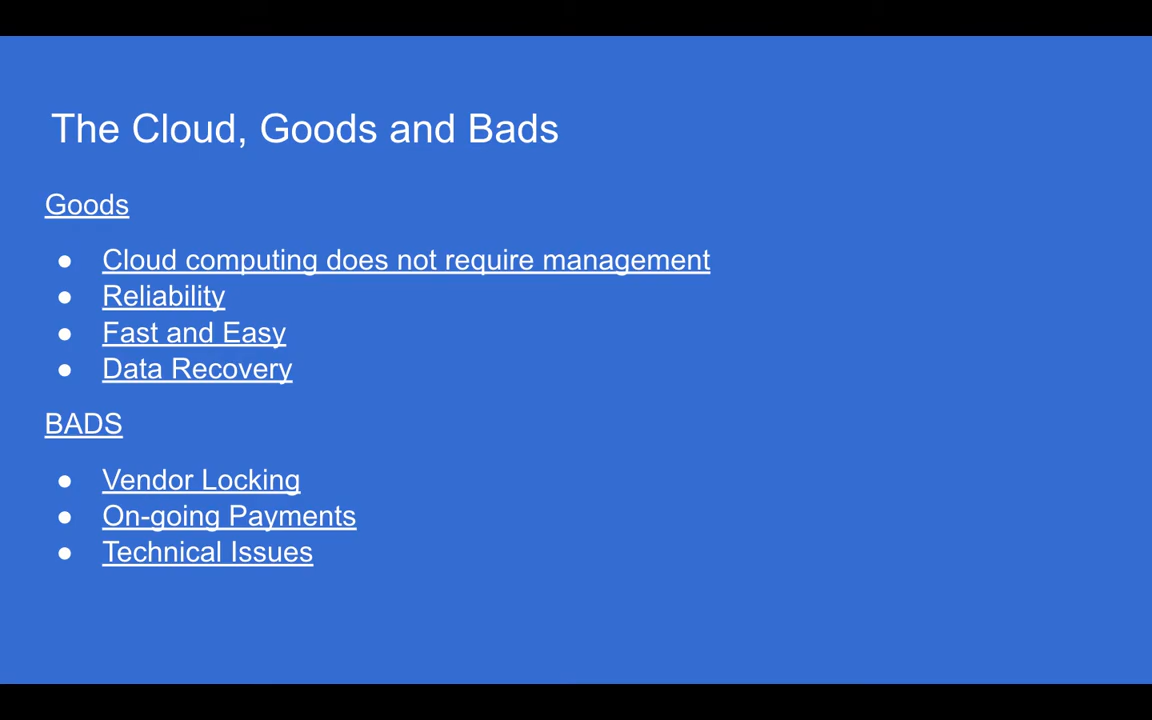 The Cloud, Goods and Bads
Goods
● Cloud computing does not require management
● Reliability
● Fast and Easy
● Data Recovery
BADS
● Vendor Locking
● On-going Payments
● Technical Issues